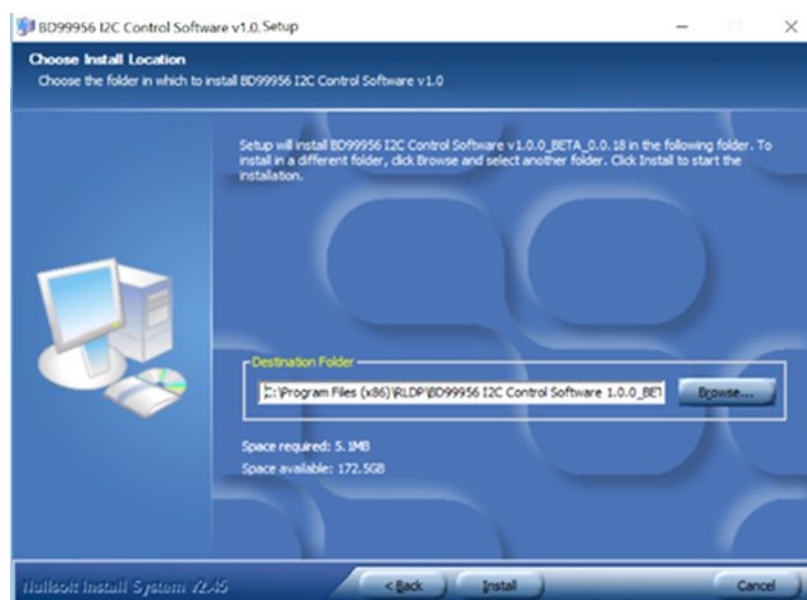 BD99956 I2C Control Software v1.0.Setup
Choose Install Location
Choose the folder in which to install BD99956 I2C Control Software v1.0
Setup will install BD99956 I2C Control Software v1.0.0_BETA_0.0.18 in the following folder. To
install in a different folder, click Browse and select another folder. Click Install to start the
installation.
Destination Folder
C:\Program Files (x86)\RLDP\BD99956 I2C Control Software 1.0.0_BET
Browse...
Space required: 5.1MB
Space available: 172.5GB
Nullsoft Install System v2.45
< Back
Install
Cancel